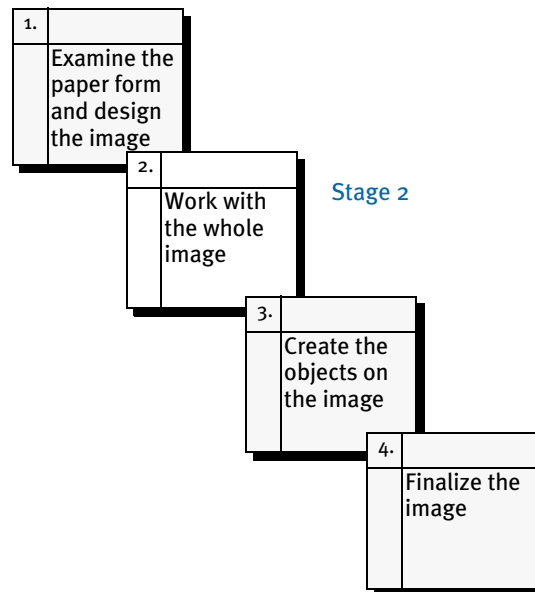 1.
Examine the
paper form
and design
the image
2.
Work with
the whole
image
Stage 2
3.
Create the
objects on
the image
4.
Finalize the
image